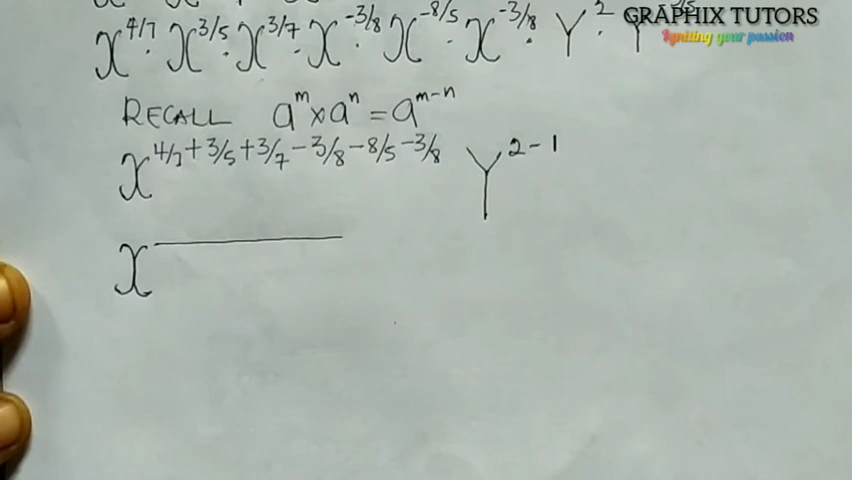 GRAPHIX TUTORS
Igniting your passion
x^4/7 · x^3/5 · x^3/7 · x^-3/8 · x^-8/5 · x^-3/8 · Y^2 · Y
RECALL a^m × a^n = a^m-n
x^4/7+3/5+3/7-3/8-8/5-3/8 Y^2-1
x